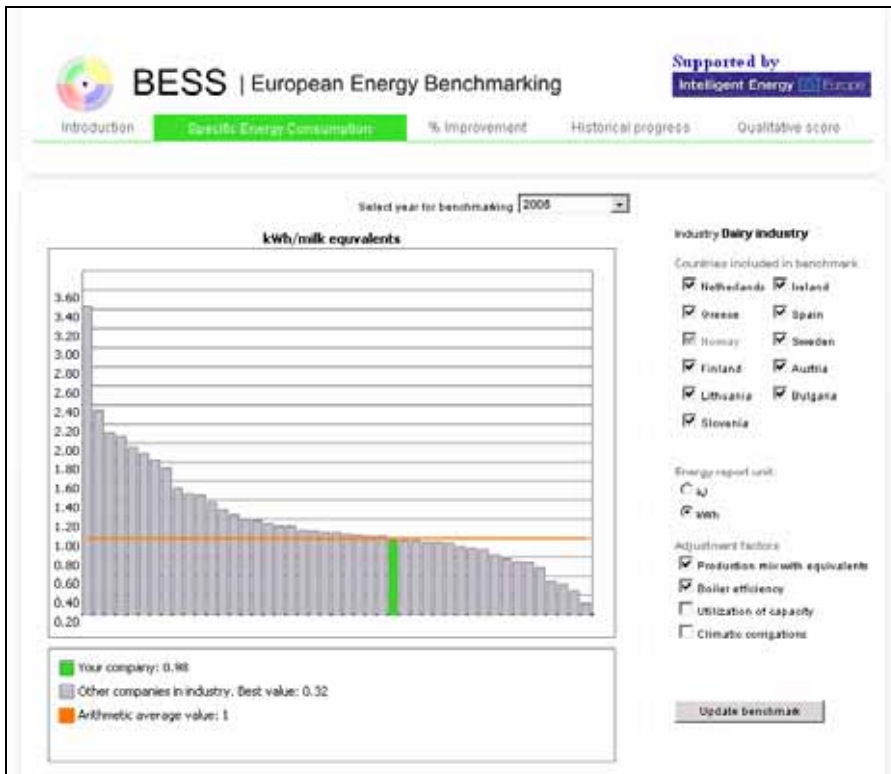 Supported by
BESS | European Energy Benchmarking
Intelligent Energy Europe
Introduction Specific Energy Consumption % Improvement Historical progress Qualitative score
Select year for benchmarking 2005
kWh/milk equvalents
Industry Dairy industry
Countries included in benchmark
Netherlands Ireland
Greese Spain
Norway Sweden
Finland Austria
Lithuania Bulgaria
Slovenia
3.60
3.40
3.20
3.00
2.80
2.60
2.40
2.20
2.00
1.80
1.60
1.40
1.20
1.00
0.80
0.60
0.40
0.20
Energy report unit
kJ
kWh
Adjustment factors
Production mix with equivalents
Boiler efficiency
Utilization of capacity
Climatic corrigations
Your company: 0.98
Other companies in industry. Best value: 0.32
Arithmetic average value: 1
Update benchmark